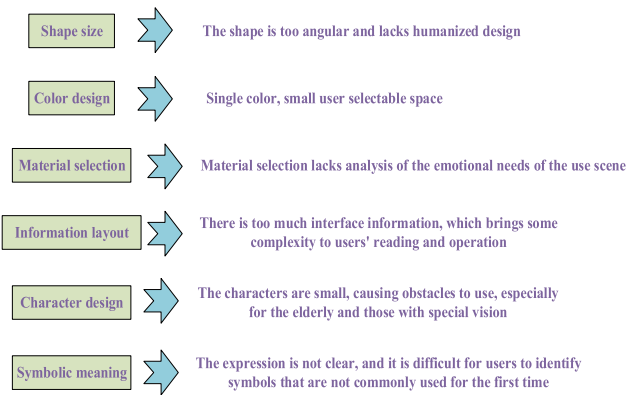 Shape size
The shape is too angular and lacks humanized design
Color design
Single color, small user selectable space
Material selection
Material selection lacks analysis of the emotional needs of the use scene
Information layout
There is too much interface information, which brings some
complexity to users' reading and operation
Character design
The characters are small, causing obstacles to use, especially
for the elderly and those with special vision
Symbolic meaning
The expression is not clear, and it is difficult for users to identify
symbols that are not commonly used for the first time